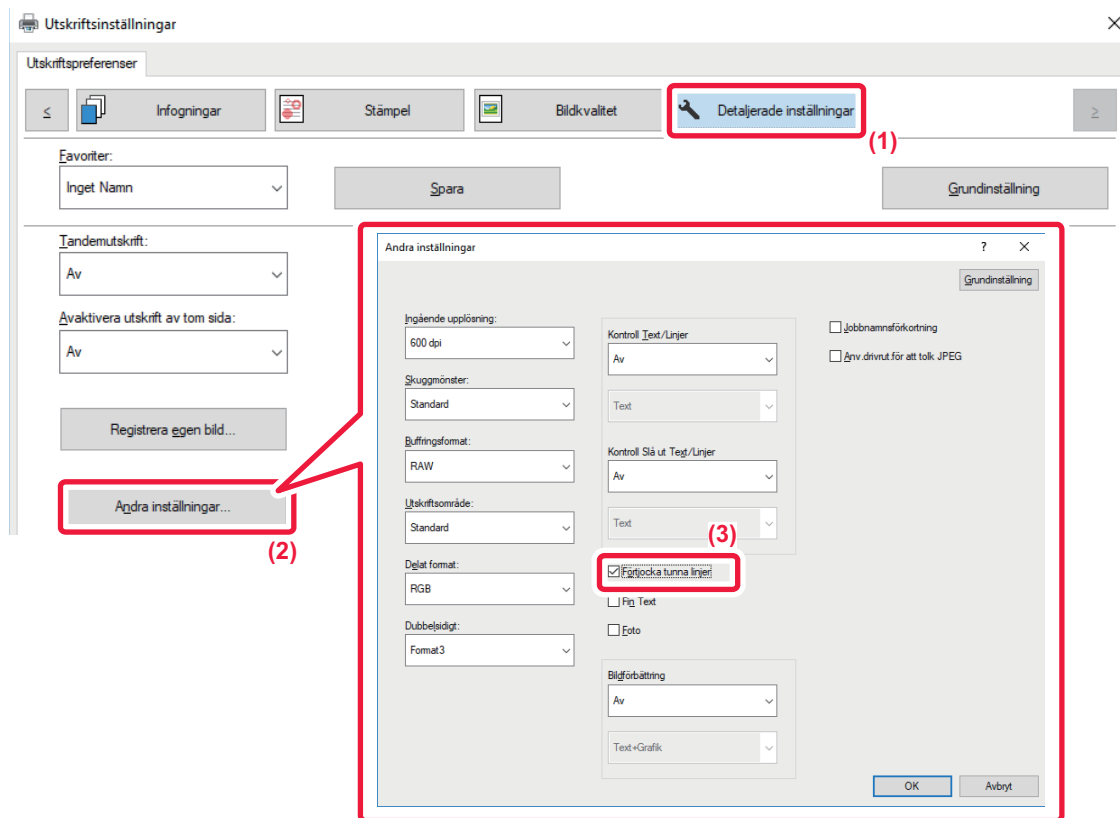 Utskriftsinställningar
Utskriftspreferenser
<
Infogningar
Stämpel
Bildkvalitet
Detaljerade inställningar
>
(1)
Favoriter:
Inget Namn
Spara
Grundinställning
Tandemutskrift:
Av
Avaktivera utskrift av tom sida:
Av
Registrera egen bild...
Andra inställningar...
(2)
Andra inställningar
?
Grundinställning
Ingående upplösning:
600 dpi
Skuggmönster:
Standard
Buffringsformat:
RAW
Utskriftsområde:
Standard
Delat format:
RGB
Dubbelsidigt:
Format3
Kontroll Text/Linjer
Av
Text
Kontroll Slå ut Text/Linjer
Av
Text
(3)
Förtjocka tunna linjer
Fin Text
Foto
Bildförbättring
Av
Text+Grafik
Jobbnamnsförkortning
Anv.drivrut.för att tolk JPEG
OK
Avbryt